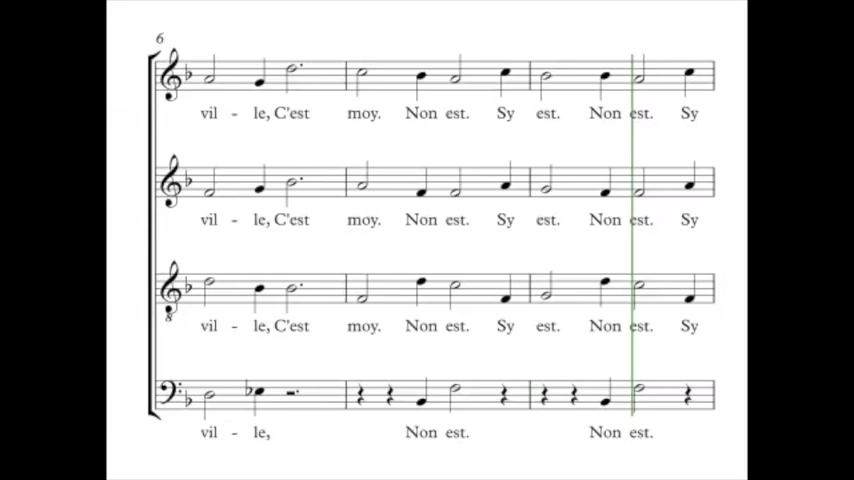 6
vil - le, C'est moy. Non est. Sy est. Non est. Sy
vil - le, C'est moy. Non est. Sy est. Non est. Sy
8
vil - le, C'est moy. Non est. Sy est. Non est. Sy
vil - le, Non est. Non est.